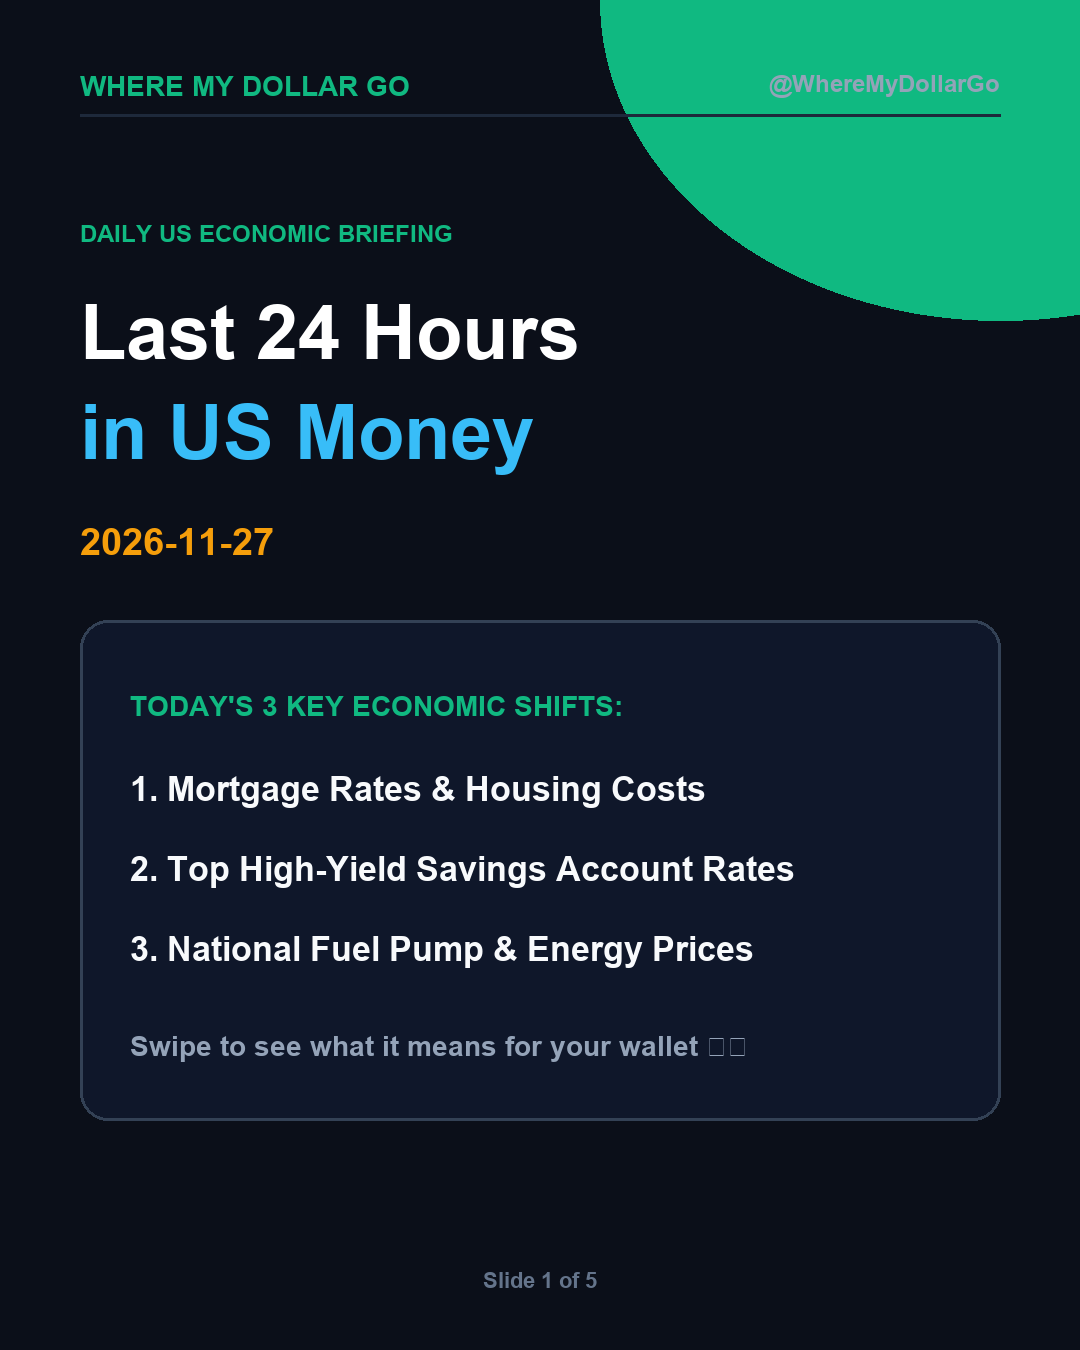 WHERE MY DOLLAR GO
@WhereMyDollarGo
DAILY US ECONOMIC BRIEFING
Last 24 Hours
in US Money
2026-11-27
TODAY'S 3 KEY ECONOMIC SHIFTS:
1. Mortgage Rates & Housing Costs
2. Top High-Yield Savings Account Rates
3. National Fuel Pump & Energy Prices
Swipe to see what it means for your wallet
Slide 1 of 5